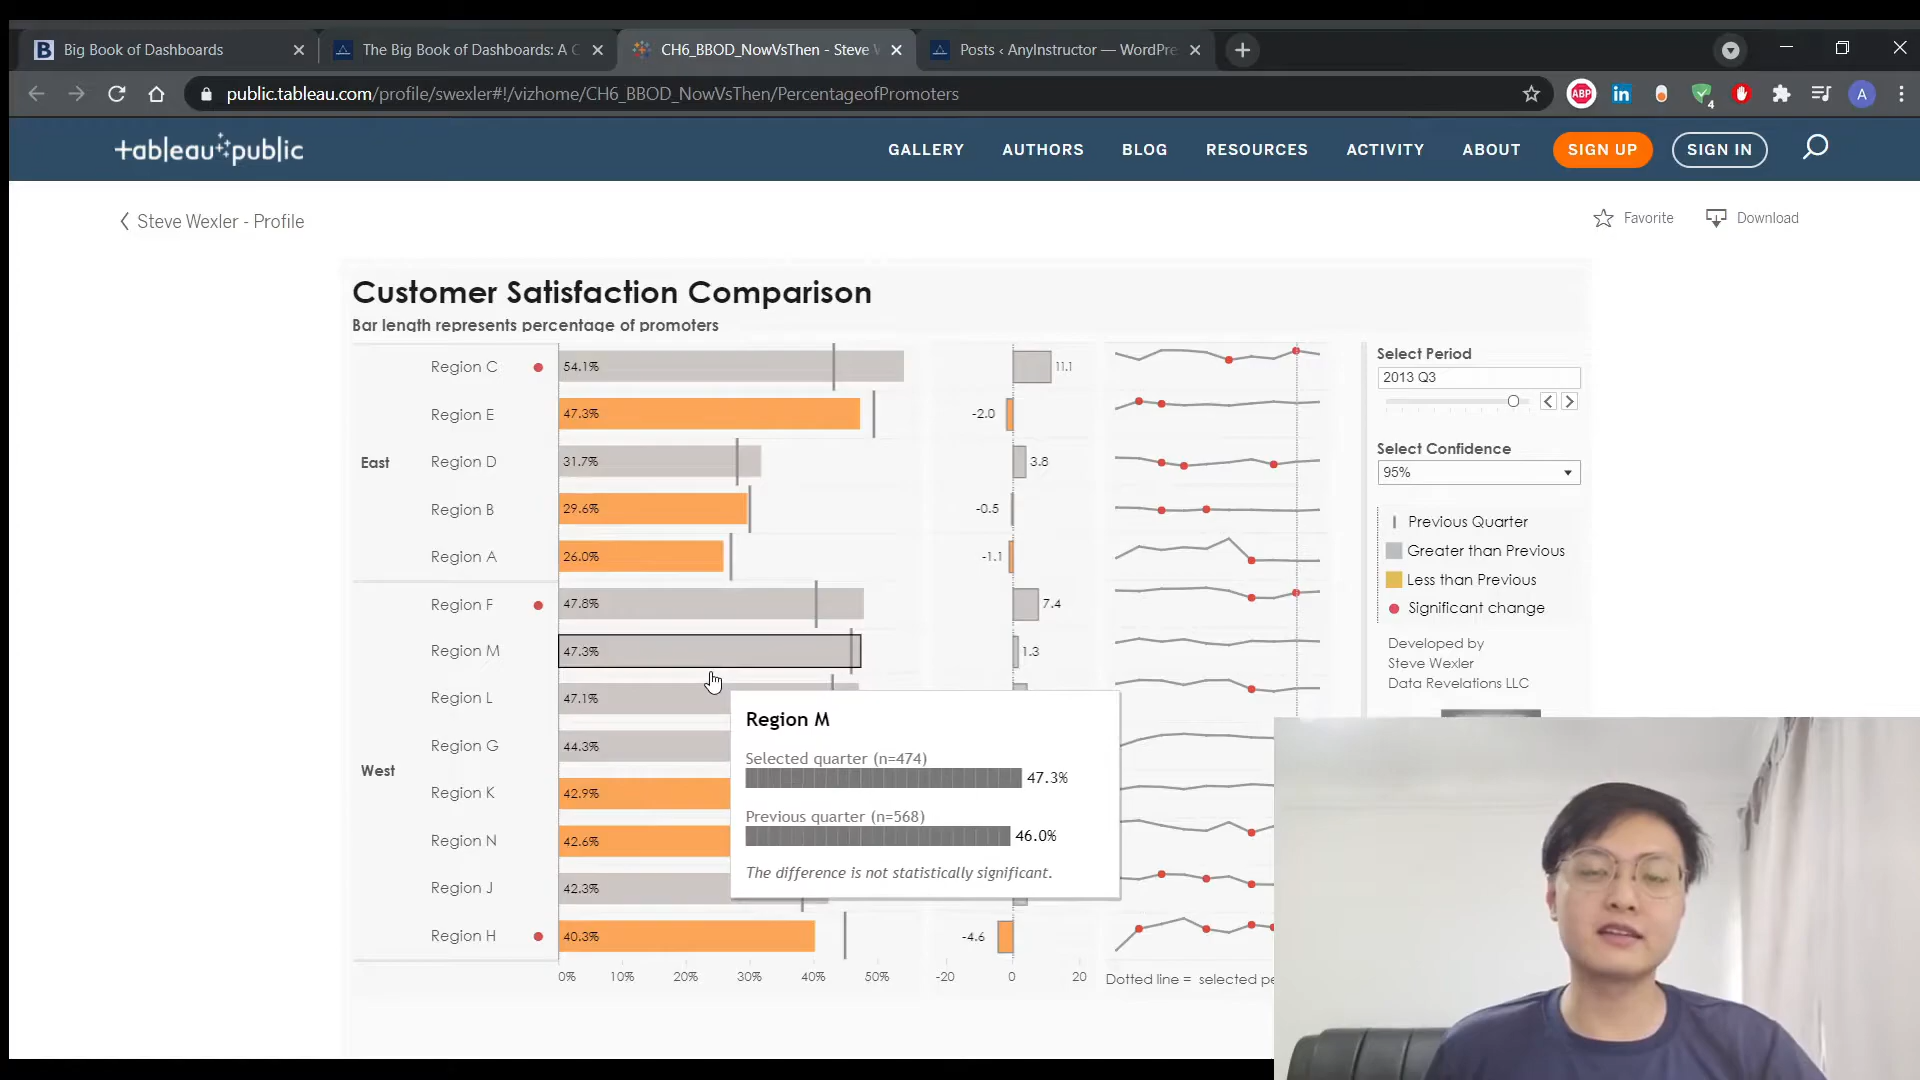 Big Book of Dashboards
The Big Book of Dashboards: A C
CH6_BBOD_NowVsThen - Steve W
Posts ‹ AnyInstructor — WordPre
public.tableau.com/profile/swexler#!/vizhome/CH6_BBOD_NowVsThen/PercentageofPromoters
ABP
in
4
A
+ableau public
GALLERY
AUTHORS
BLOG
RESOURCES
ACTIVITY
ABOUT
SIGN UP
SIGN IN
Steve Wexler - Profile
Favorite
Download
Customer Satisfaction Comparison
Bar length represents percentage of promoters
East
Region C 54.1% 11.1
Region E 47.3% -2.0
Region D 31.7% 3.8
Region B 29.6% -0.5
Region A 26.0% -1.1
West
Region F 47.8% 7.4
Region M 47.3% 1.3
Region L 47.1%
Region G 44.3%
Region K 42.9%
Region N 42.6%
Region J 42.3%
Region H 40.3% -4.6
0% 10% 20% 30% 40% 50%
-20 0 20
Dotted line = selected pe
Region M
Selected quarter (n=474)
47.3%
Previous quarter (n=568)
46.0%
The difference is not statistically significant.
Select Period
2013 Q3
Select Confidence
95%
Previous Quarter
Greater than Previous
Less than Previous
Significant change
Developed by
Steve Wexler
Data Revelations LLC